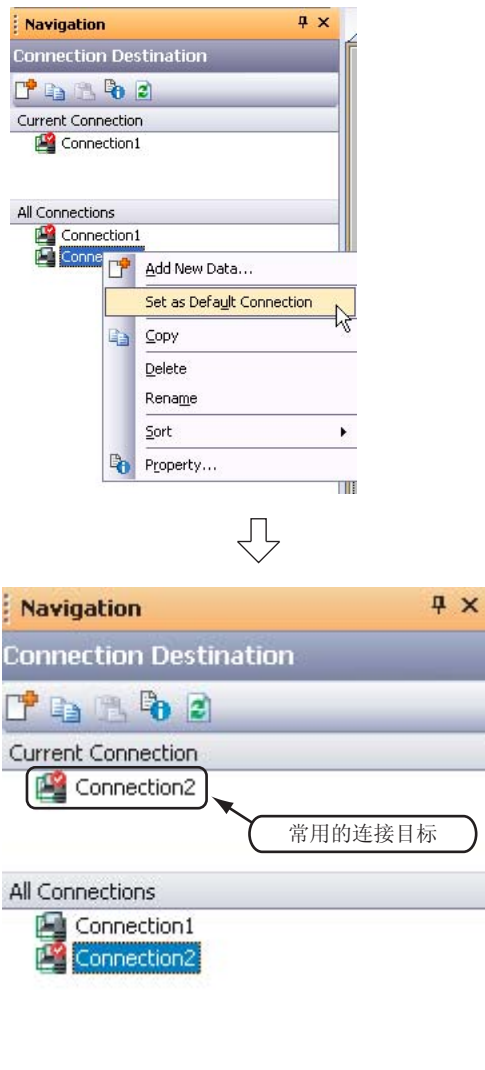 Navigation
Connection Destination
Current Connection
Connection1
All Connections
Connection1
Conne
Add New Data...
Set as Default Connection
Copy
Delete
Rename
Sort
Property...
Navigation
Connection Destination
Current Connection
Connection2
常用的连接目标
All Connections
Connection1
Connection2